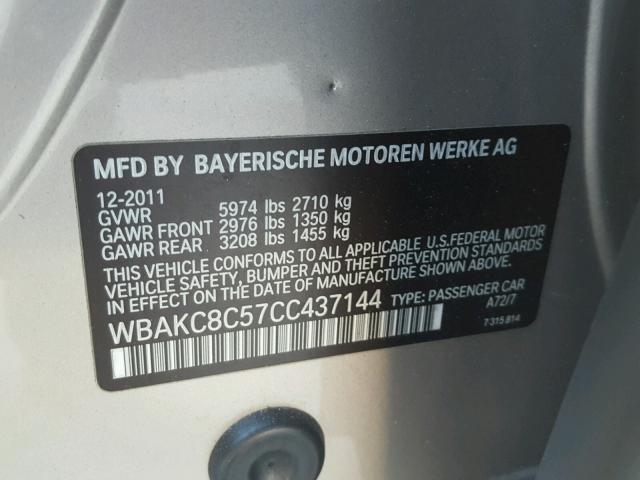 MFD BY BAYERISCHE MOTOREN WERKE AG
12-2011
GVWR 5974 lbs 2710 kg
GAWR FRONT 2976 lbs 1350 kg
GAWR REAR 3208 lbs 1455 kg
THIS VEHICLE CONFORMS TO ALL APPLICABLE U.S.FEDERAL MOTOR
VEHICLE SAFETY, BUMPER AND THEFT PREVENTION STANDARDS
IN EFFECT ON THE DATE OF MANUFACTURE SHOWN ABOVE.
WBAKC8C57CC437144 TYPE: PASSENGER CAR
A72/7
7 315 814